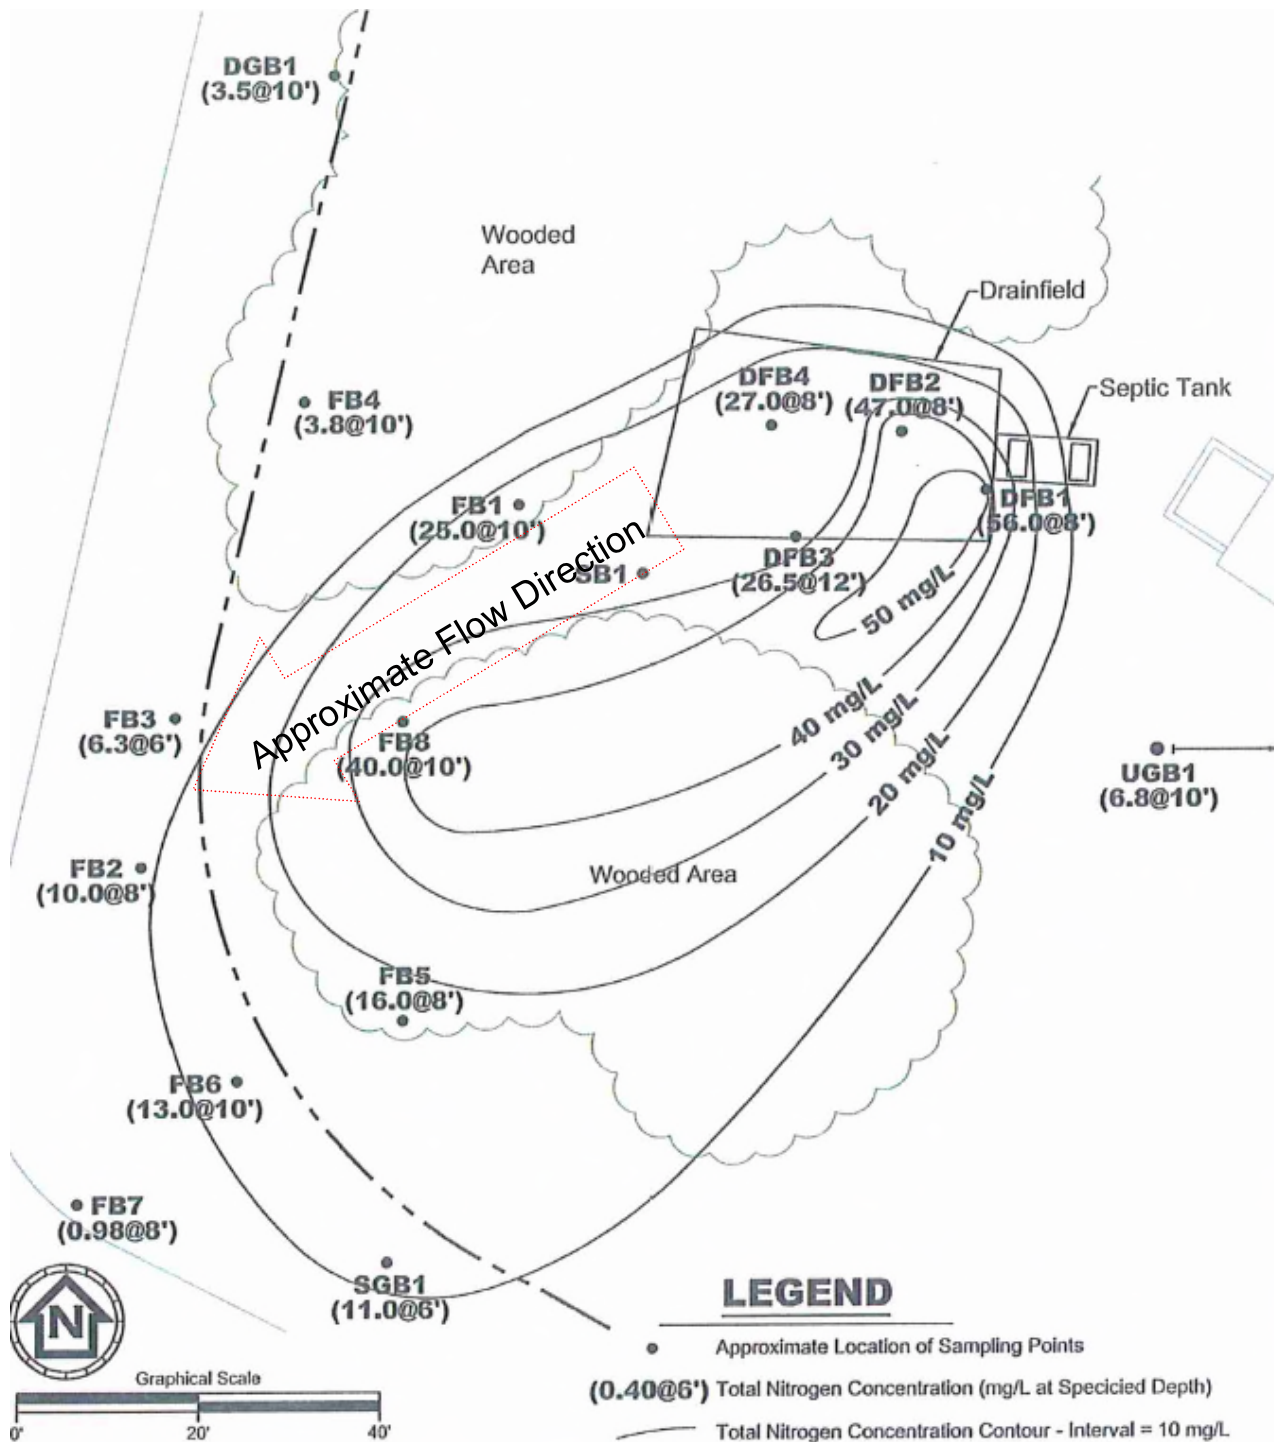 DGB1
(3.5@10')
Wooded
Area
Drainfield
Septic Tank
DFB4
(27.0@8')
DFB2
(47.0@8')
FB4
(3.8@10')
FB1
(25.0@10')
DFB1
(56.0@8')
SB1
DFB3
(26.5@12')
Approximate Flow Direction
50 mg/L
40 mg/L
30 mg/L
20 mg/L
10 mg/L
FB3
(6.3@6')
FB8
(40.0@10')
UGB1
(6.8@10')
FB2
(10.0@8')
Wooded Area
FB5
(16.0@8')
FB6
(13.0@10')
FB7
(0.98@8')
SGB1
(11.0@6')
N
Graphical Scale
0' 20' 40'
LEGEND
Approximate Location of Sampling Points
(0.40@6') Total Nitrogen Concentration (mg/L at Specicied Depth)
Total Nitrogen Concentration Contour - Interval = 10 mg/L